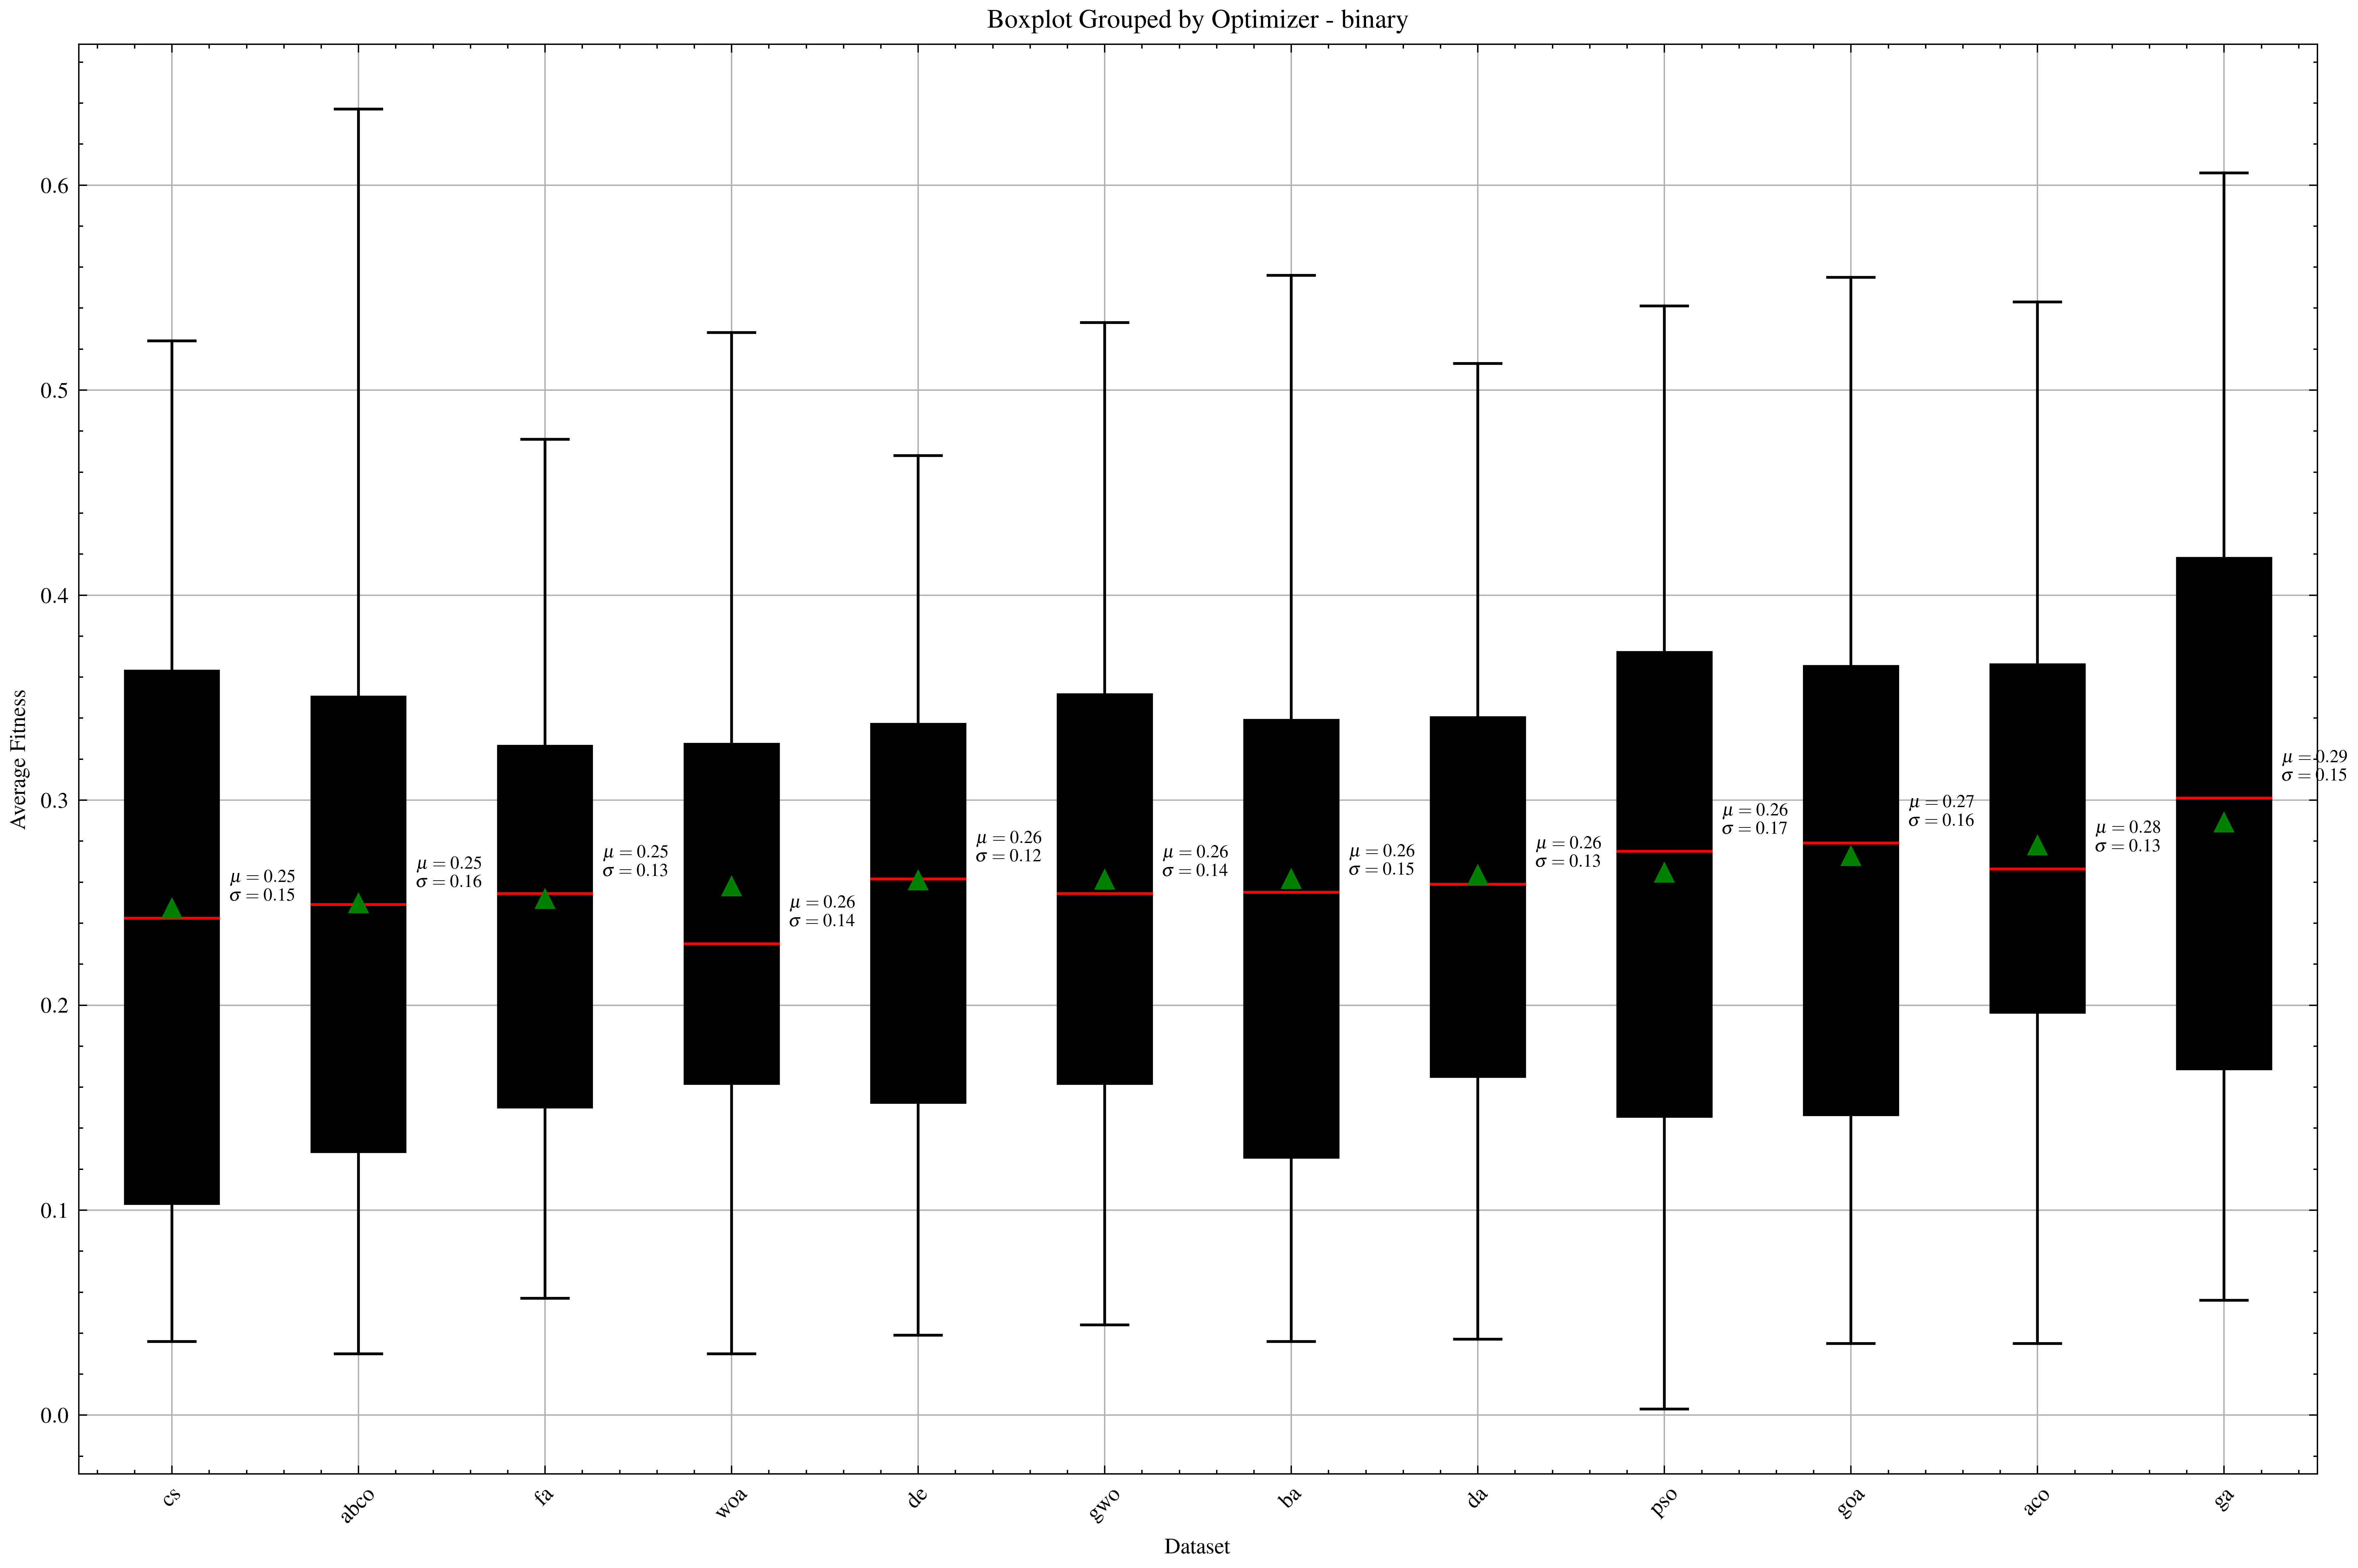 Boxplot Grouped by Optimizer - binary
Average Fitness
0.6
0.5
0.4
0.3
0.2
0.1
0.0
μ = 0.25
σ = 0.15
μ = 0.25
σ = 0.16
μ = 0.25
σ = 0.13
μ = 0.26
σ = 0.14
μ = 0.26
σ = 0.12
μ = 0.26
σ = 0.14
μ = 0.26
σ = 0.15
μ = 0.26
σ = 0.13
μ = 0.26
σ = 0.17
μ = 0.27
σ = 0.16
μ = 0.28
σ = 0.13
μ = 0.29
σ = 0.15
cs
abco
fa
woa
de
gwo
ba
da
pso
goa
aco
ga
Dataset